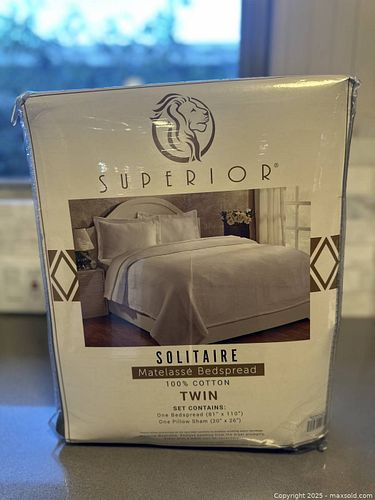 SUPERIOR®
SOLITAIRE
Matelassé Bedspread
100% COTTON
TWIN
SET CONTAINS:
One Bedspread (81" x 110")
One Pillow Sham (20" x 26")
Copyright 2025 - maxsold.com